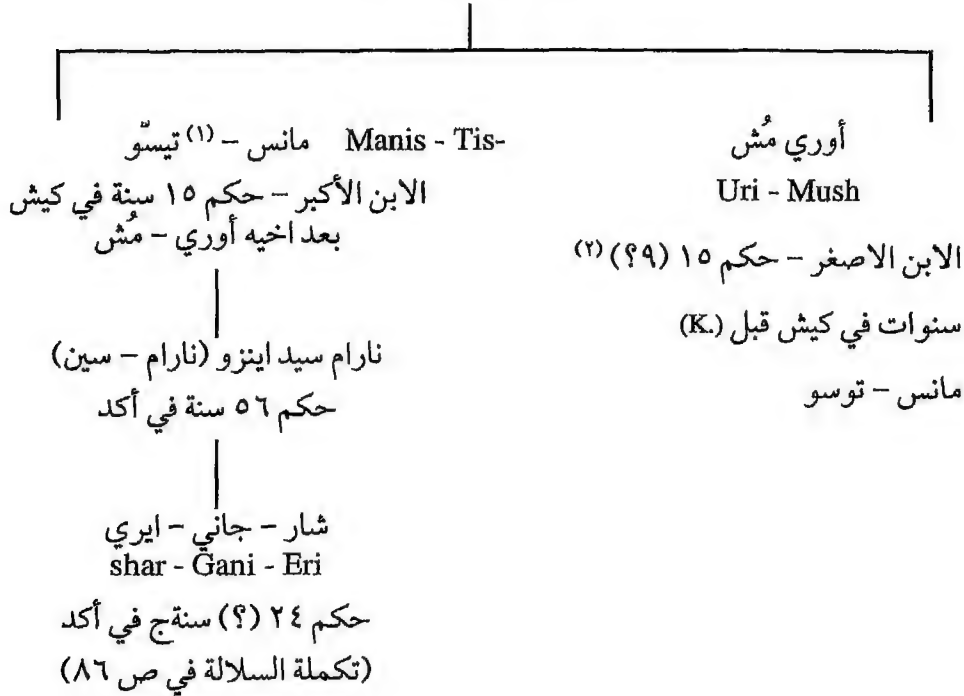 أوري مُش
Uri - Mush
الابن الاصغر – حكم ١٥ (٩؟) (٢)
سنوات في كيش قبل (K.)
مانس – توسو
مانس – (١) تيسّو Manis - Tis-
الابن الأكبر – حكم ١٥ سنة في كيش
بعد اخيه أوري – مُش
نارام سيد اينزو (نارام – سين)
حكم ٥٦ سنة في أكد
شار – جاني – ايري
shar - Gani - Eri
حكم ٢٤ (؟) سنةج في أكد
(تكملة السلالة في ص ٨٦)